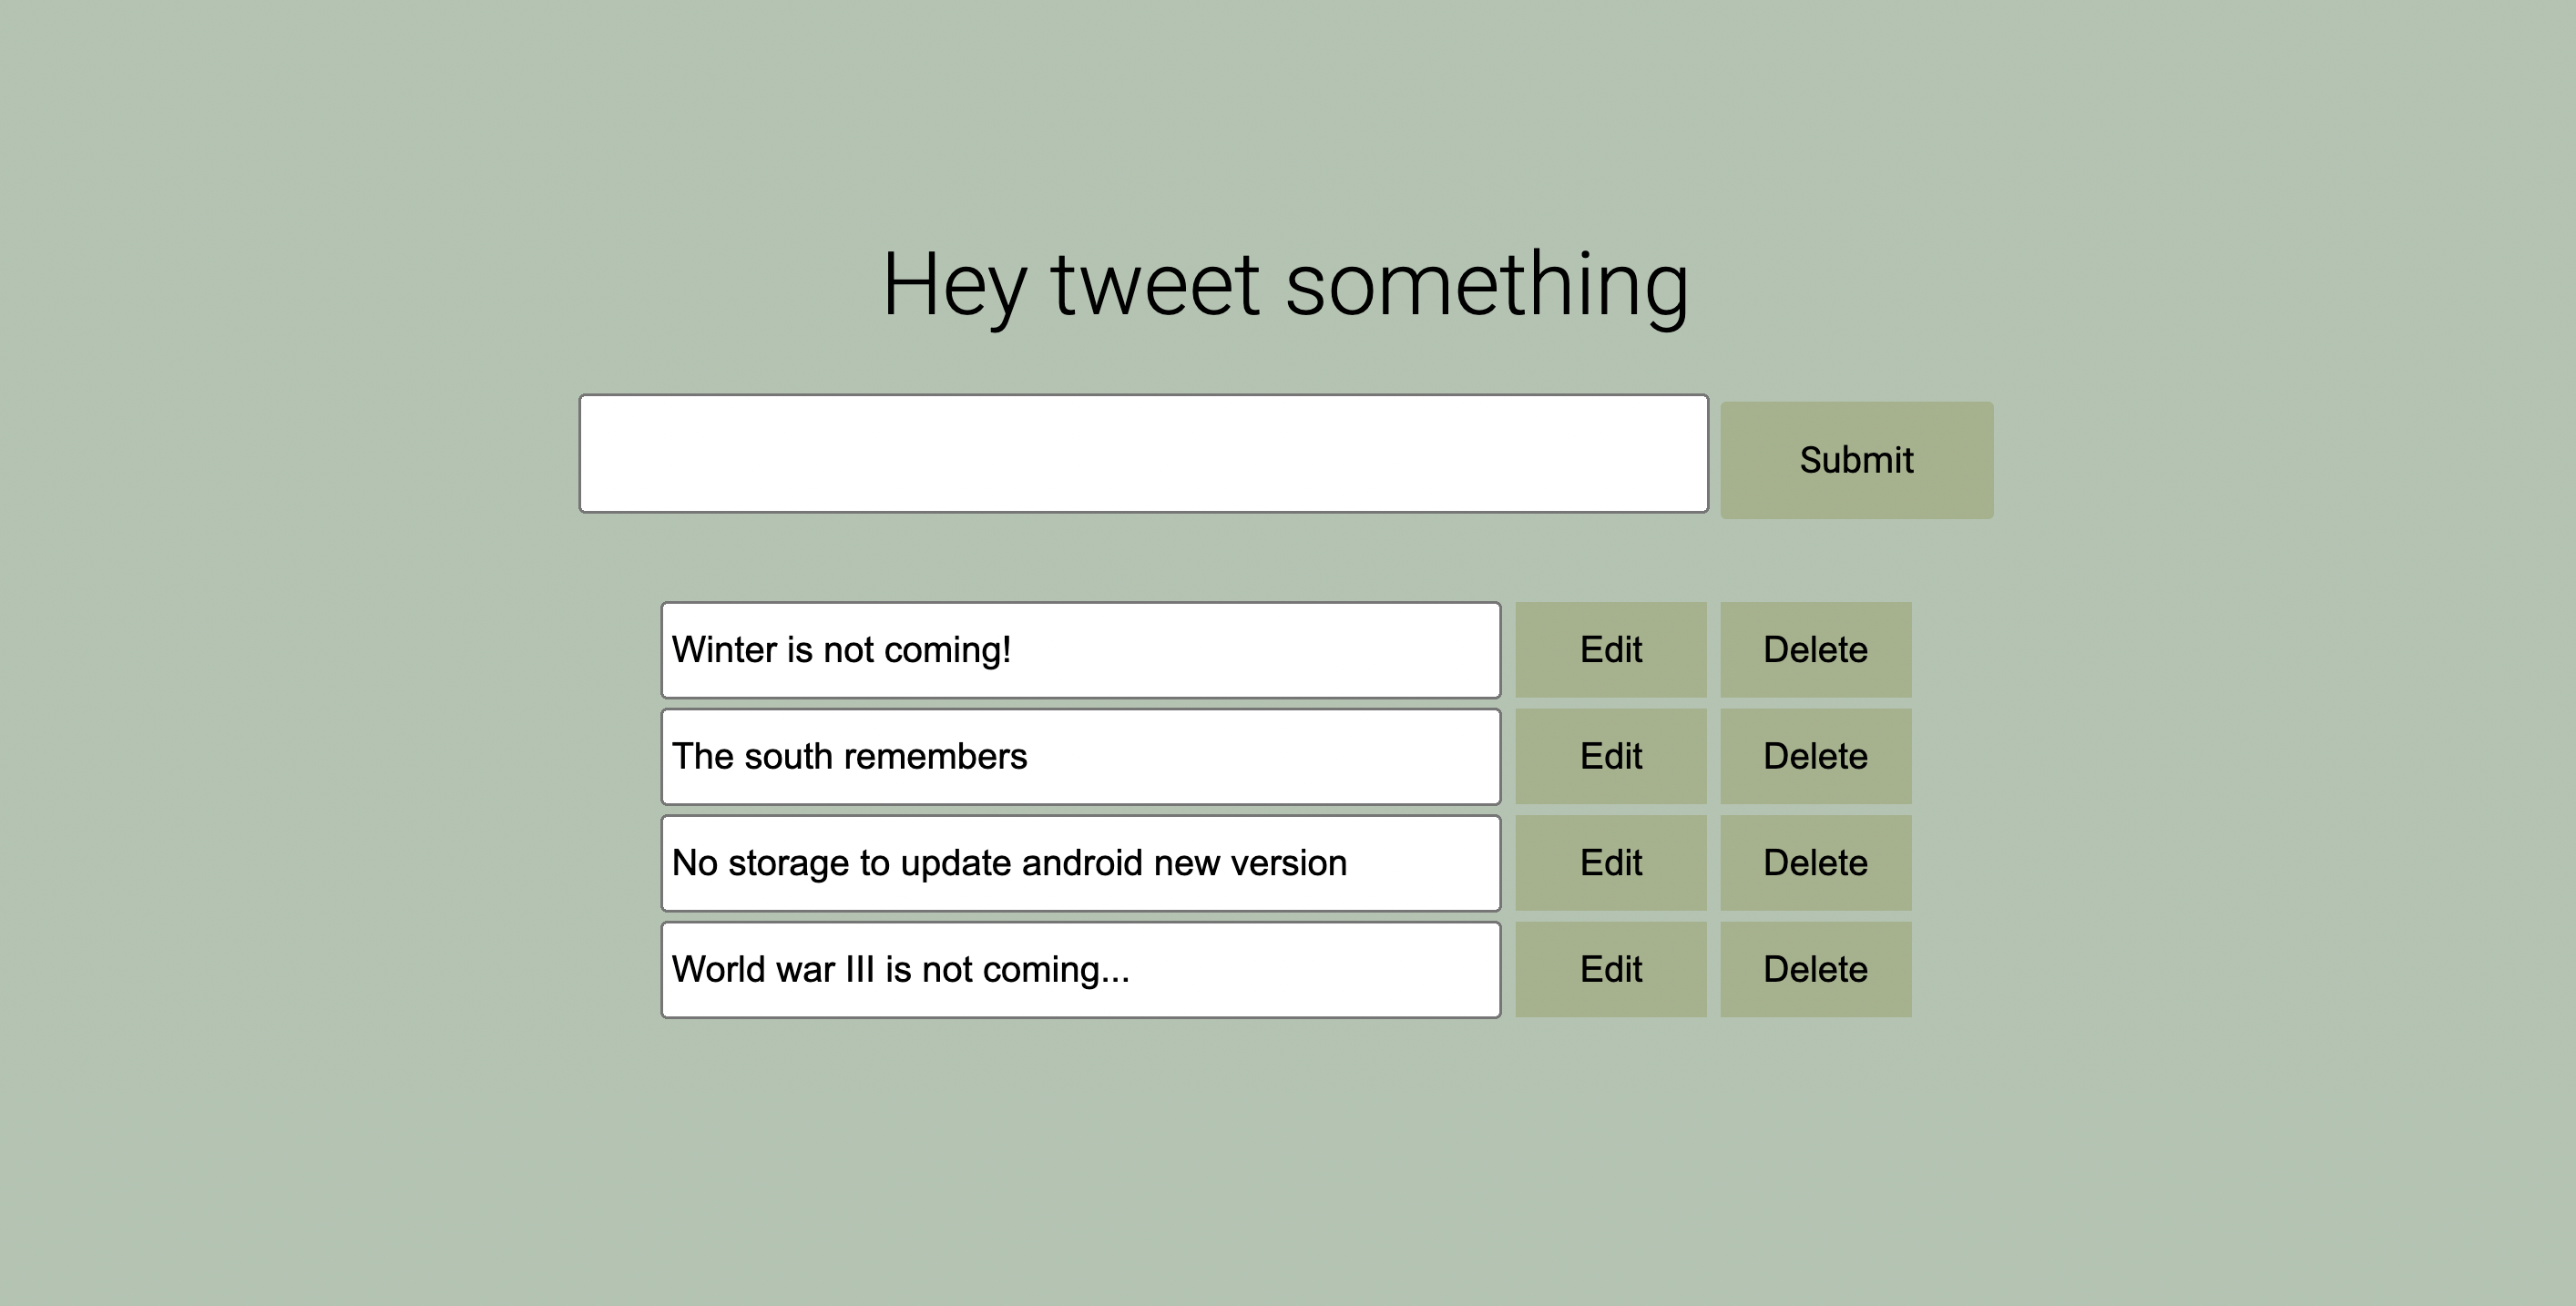 Hey tweet something
Submit
Winter is not coming! Edit Delete
The south remembers Edit Delete
No storage to update android new version Edit Delete
World war III is not coming... Edit Delete